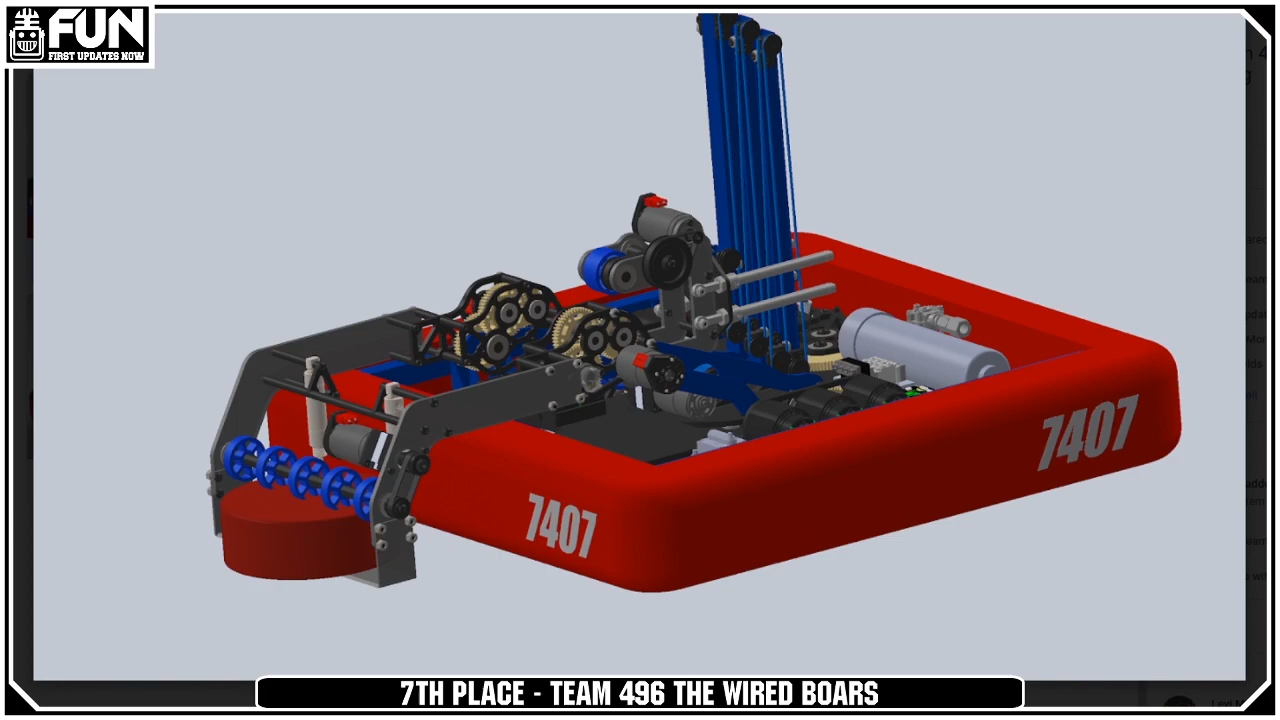 FUN
FIRST UPDATES NOW
7407
7407
7TH PLACE - TEAM 496 THE WIRED BOARS